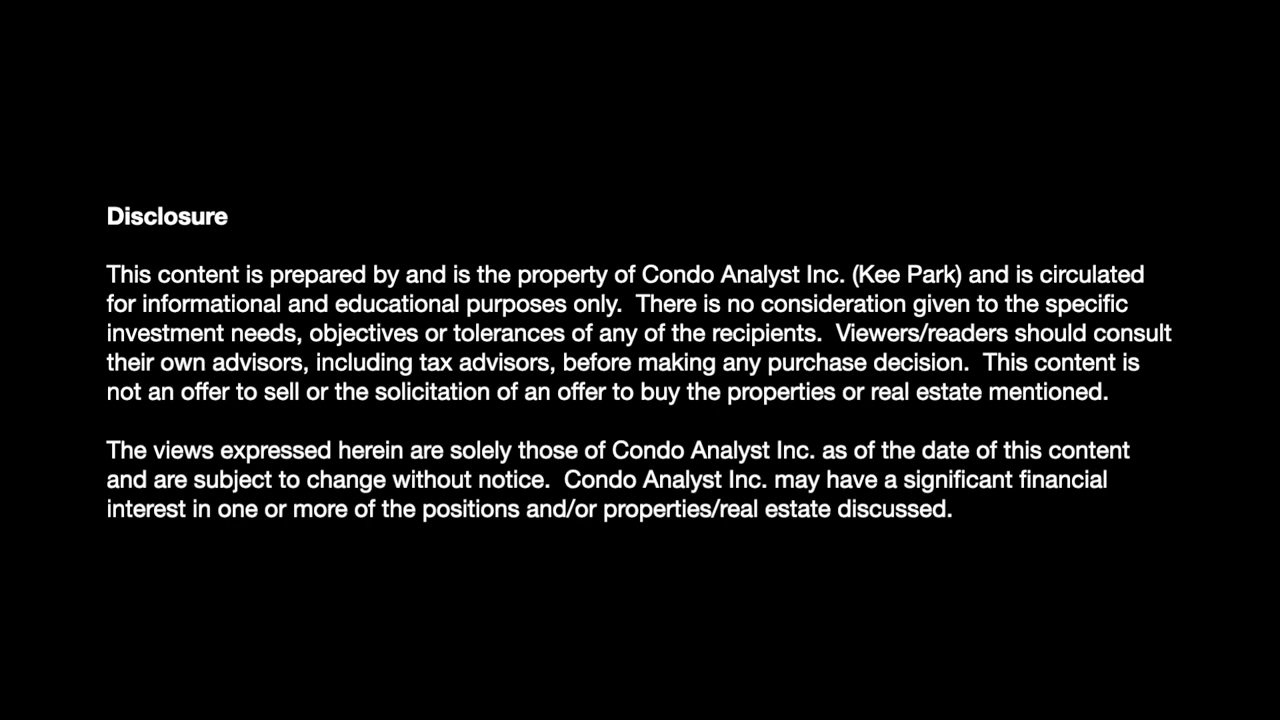 Disclosure
This content is prepared by and is the property of Condo Analyst Inc. (Kee Park) and is circulated
for informational and educational purposes only.  There is no consideration given to the specific
investment needs, objectives or tolerances of any of the recipients.  Viewers/readers should consult
their own advisors, including tax advisors, before making any purchase decision.  This content is
not an offer to sell or the solicitation of an offer to buy the properties or real estate mentioned.
The views expressed herein are solely those of Condo Analyst Inc. as of the date of this content
and are subject to change without notice.  Condo Analyst Inc. may have a significant financial
interest in one or more of the positions and/or properties/real estate discussed.